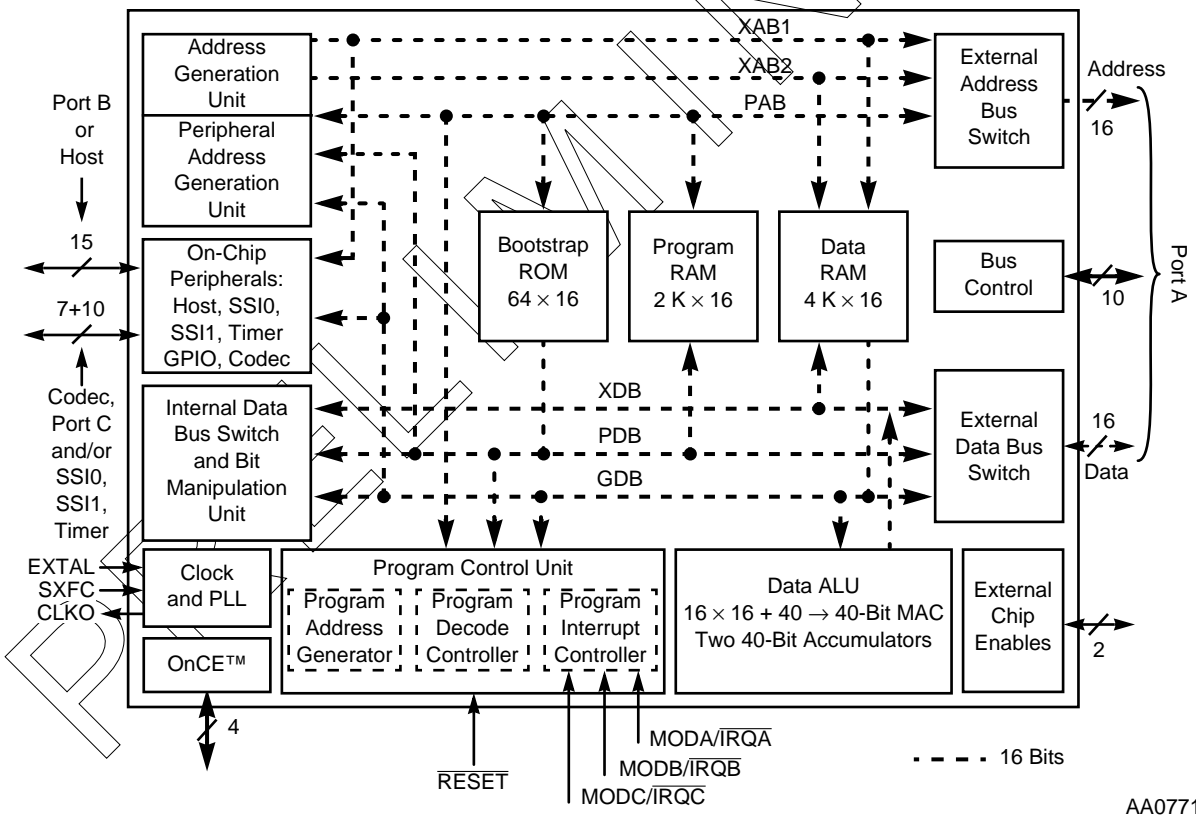 Address
Generation
Unit
Peripheral
Address
Generation
Unit
On-Chip
Peripherals:
Host, SSI0,
SSI1, Timer
GPIO, Codec
Internal Data
Bus Switch
and Bit
Manipulation
Unit
Clock
and PLL
OnCE™
Port B
or
Host
15
7+10
Codec,
Port C
and/or
SSI0,
SSI1,
Timer
EXTAL
SXFC
CLKO
4
XAB1
XAB2
PAB
Bootstrap
ROM
64 × 16
Program
RAM
2 K × 16
Data
RAM
4 K × 16
XDB
PDB
GDB
Program Control Unit
Program
Address
Generator
Program
Decode
Controller
Program
Interrupt
Controller
Data ALU
16 × 16 + 40 → 40-Bit MAC
Two 40-Bit Accumulators
External
Address
Bus
Switch
Bus
Control
External
Data Bus
Switch
External
Chip
Enables
Address
16
10
Port A
16
Data
2
RESET
MODA/IRQA
MODB/IRQB
MODC/IRQC
16 Bits
AA0771
PRELIMINARY